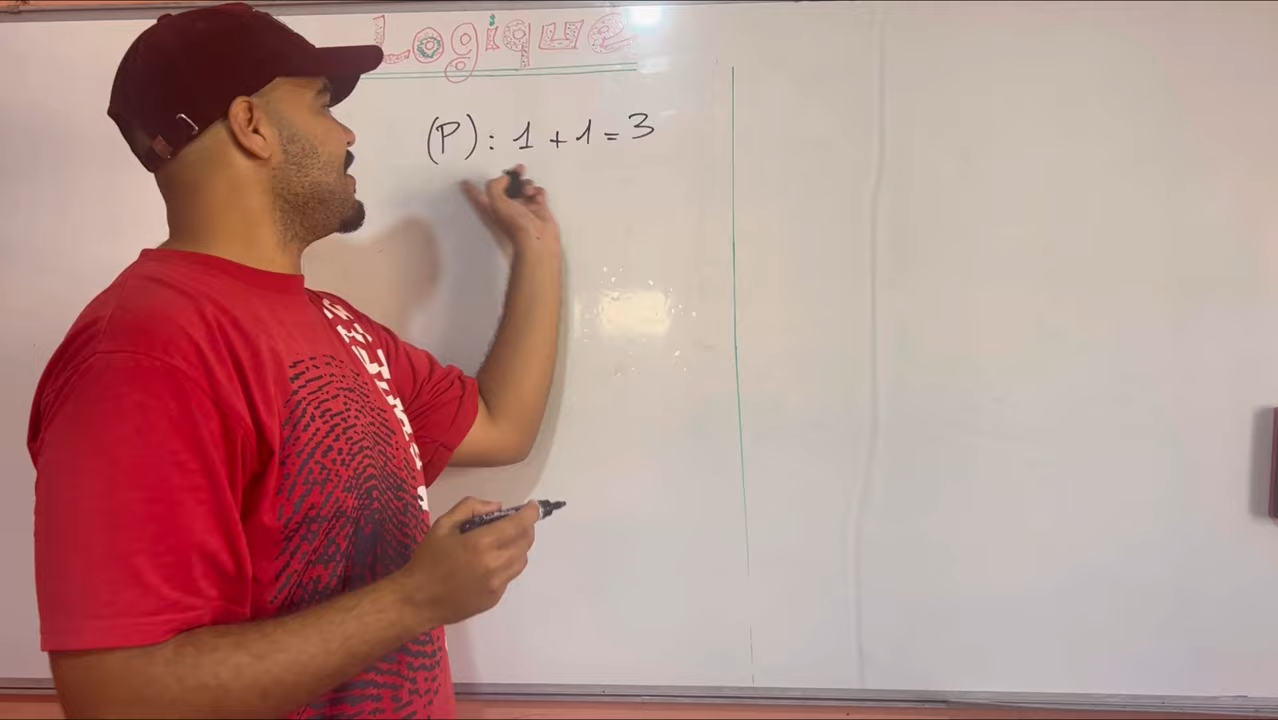 Logique
(P) : 1 + 1 = 3